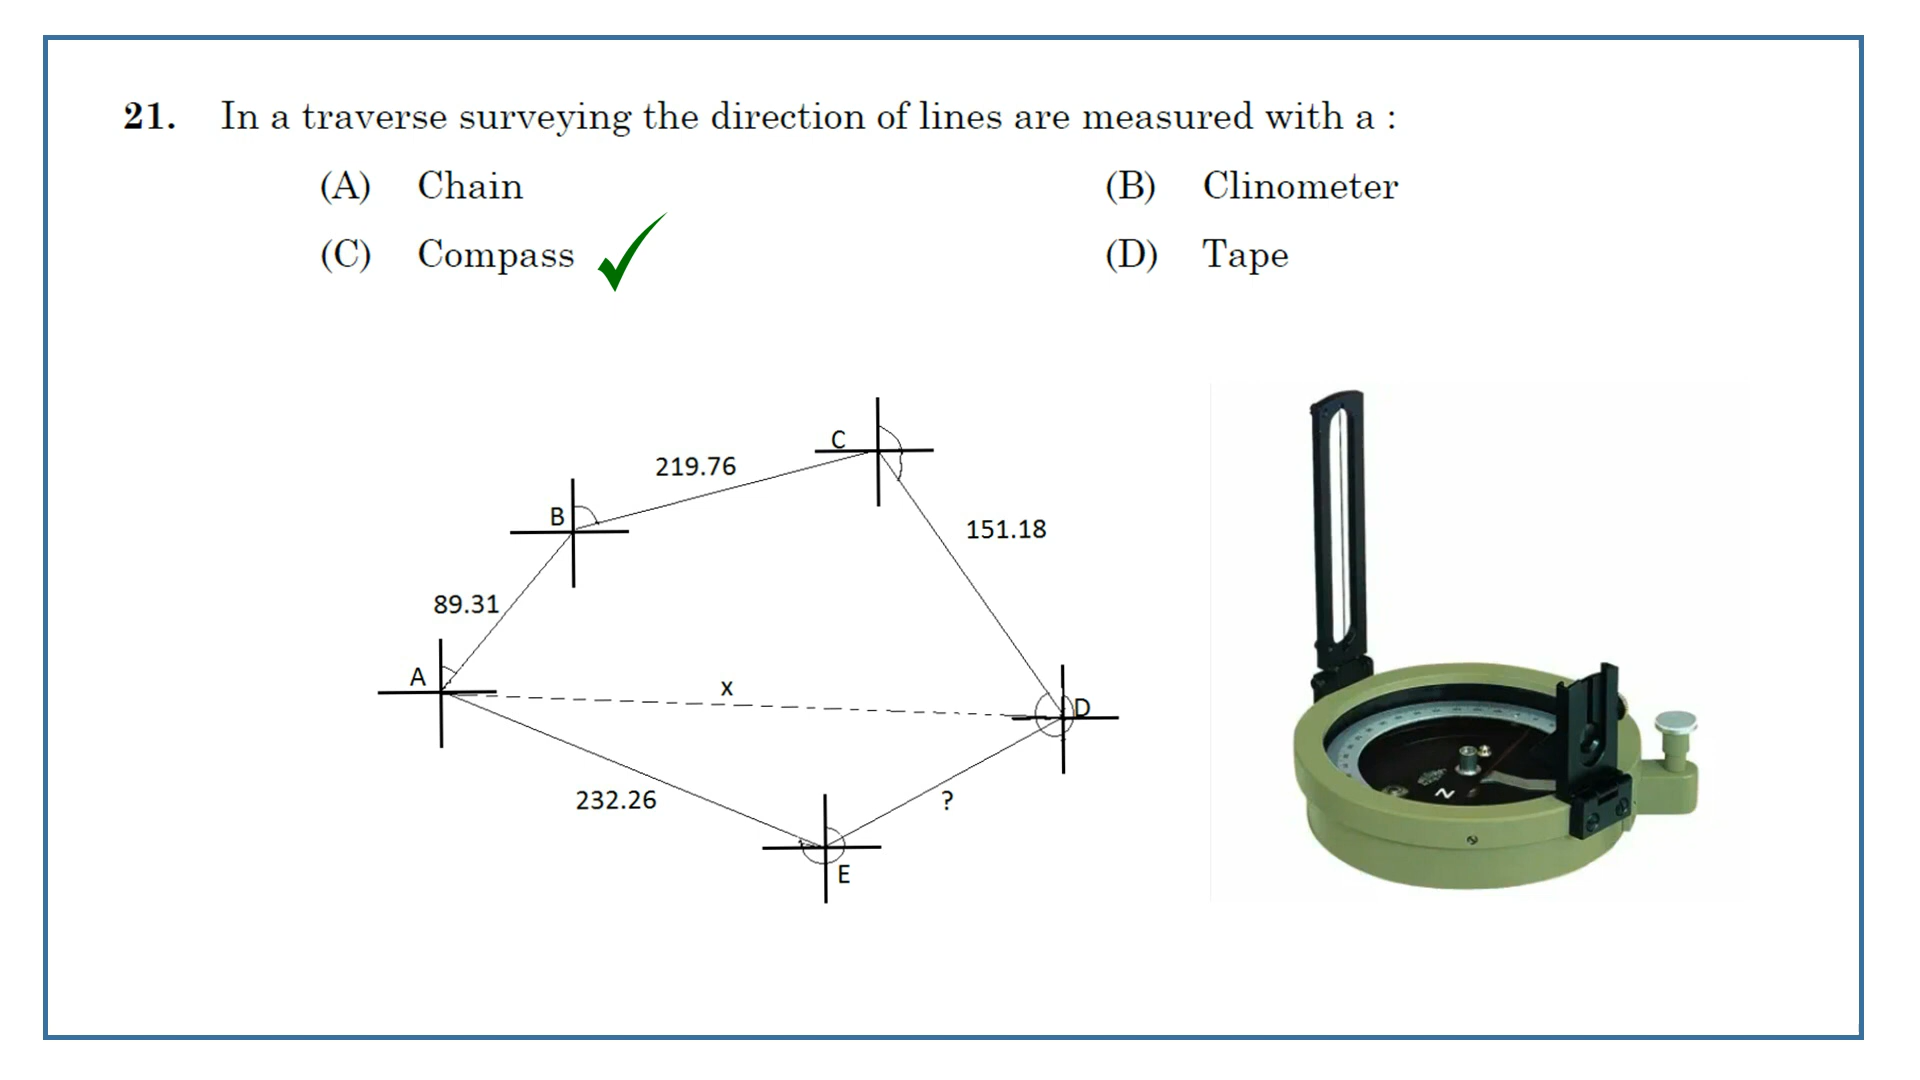 21. In a traverse surveying the direction of lines are measured with a :
(A) Chain
(B) Clinometer
(C) Compass
(D) Tape
C
219.76
B
151.18
89.31
A
x
D
232.26
?
E
N